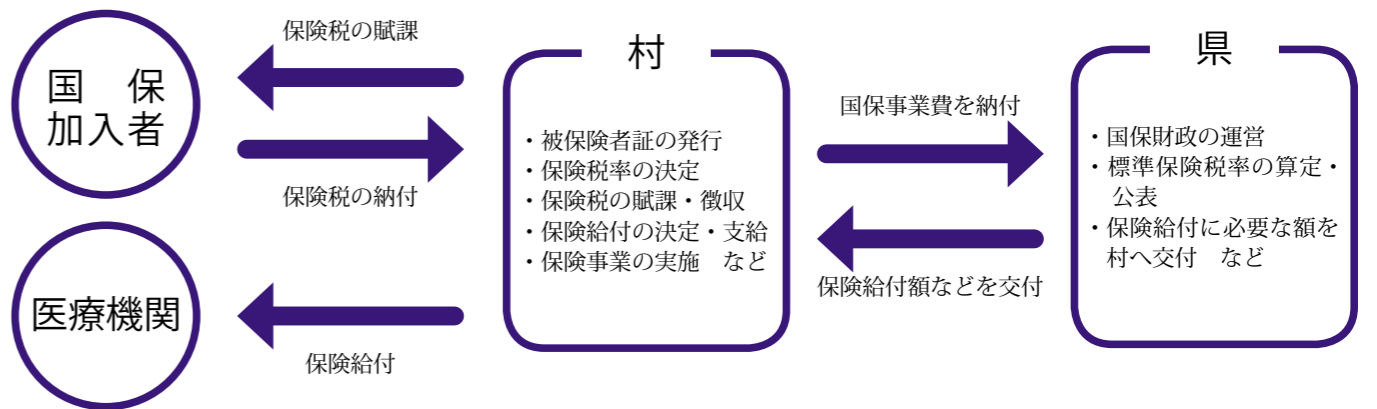 国　保
加入者
保険税の賦課
保険税の納付
医療機関
保険給付
村
・被保険者証の発行
・保険税率の決定
・保険税の賦課・徴収
・保険給付の決定・支給
・保険事業の実施　など
国保事業費を納付
保険給付額などを交付
県
・国保財政の運営
・標準保険税率の算定・
公表
・保険給付に必要な額を
村へ交付　など